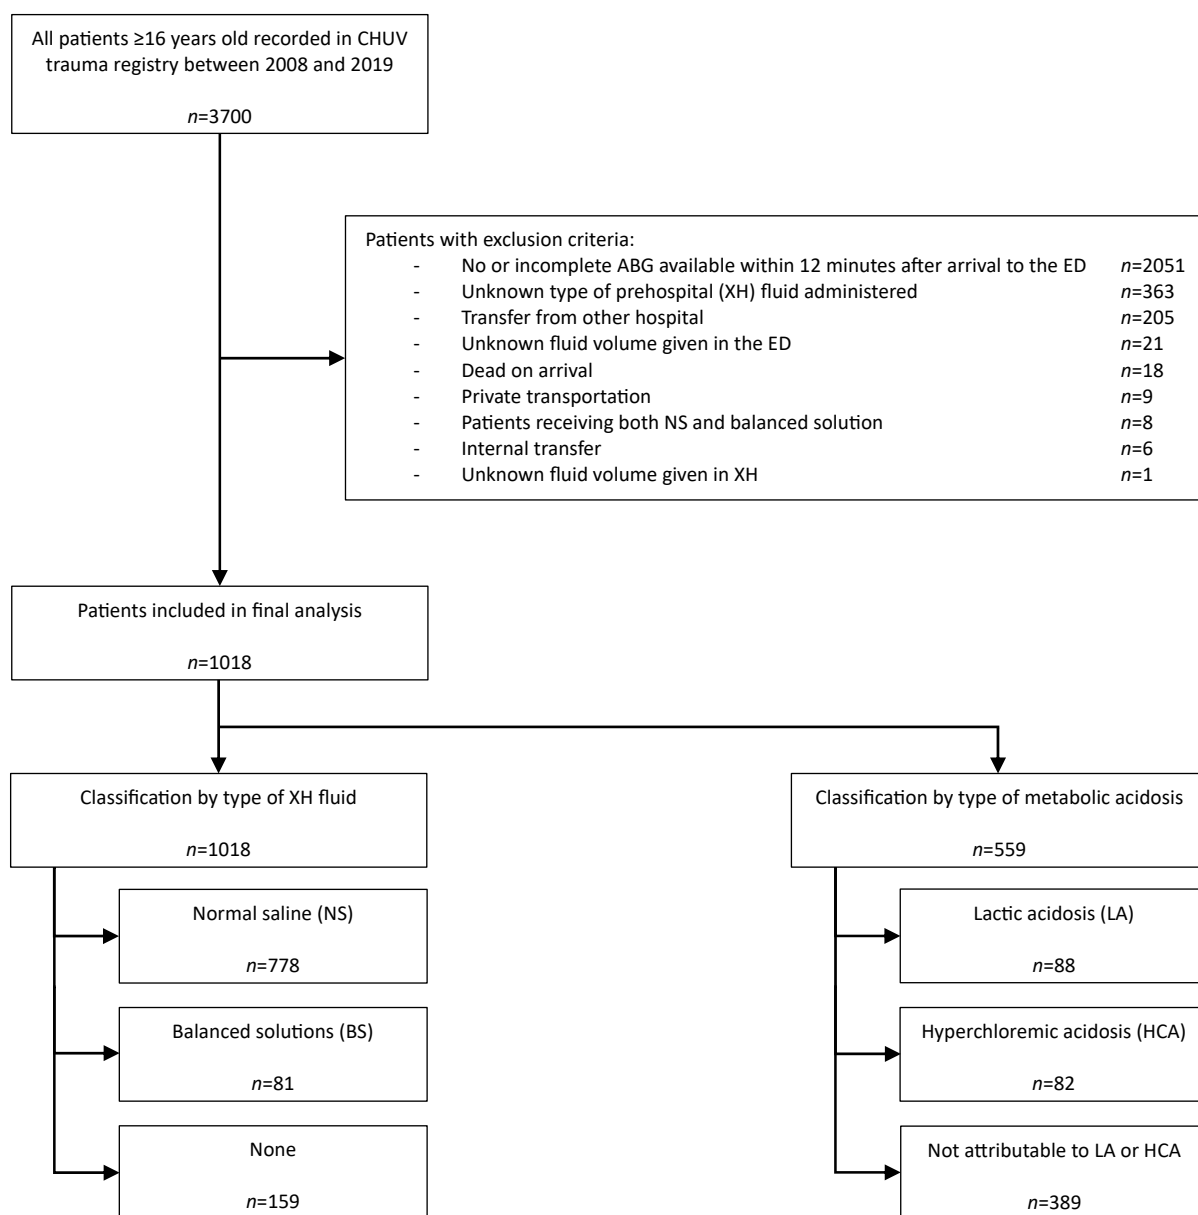 All patients ≥16 years old recorded in CHUV
trauma registry between 2008 and 2019
n=3700
Patients with exclusion criteria:
- No or incomplete ABG available within 12 minutes after arrival to the ED n=2051
- Unknown type of prehospital (XH) fluid administered n=363
- Transfer from other hospital n=205
- Unknown fluid volume given in the ED n=21
- Dead on arrival n=18
- Private transportation n=9
- Patients receiving both NS and balanced solution n=8
- Internal transfer n=6
- Unknown fluid volume given in XH n=1
Patients included in final analysis
n=1018
Classification by type of XH fluid
n=1018
Normal saline (NS)
n=778
Balanced solutions (BS)
n=81
None
n=159
Classification by type of metabolic acidosis
n=559
Lactic acidosis (LA)
n=88
Hyperchloremic acidosis (HCA)
n=82
Not attributable to LA or HCA
n=389